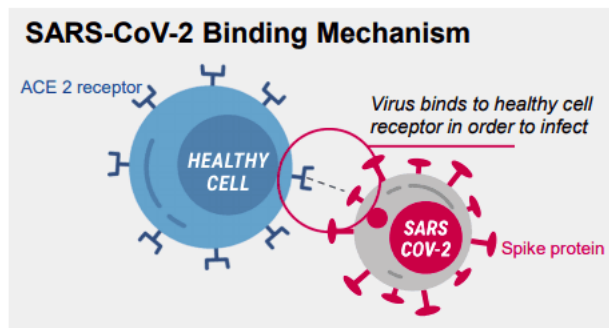 SARS-CoV-2 Binding Mechanism
ACE 2 receptor
Virus binds to healthy cell
receptor in order to infect
HEALTHY
CELL
SARS
COV-2
Spike protein